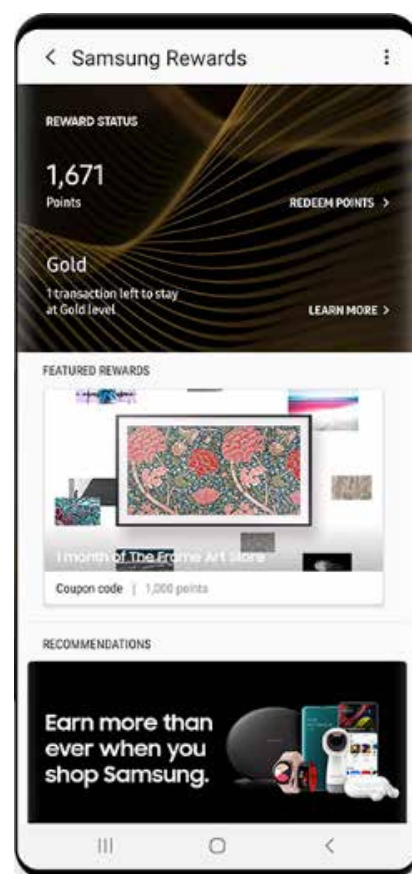 Samsung Rewards
REWARD STATUS
1,671
Points
REDEEM POINTS >
Gold
1 transaction left to stay
at Gold level
LEARN MORE >
FEATURED REWARDS
1 month of The Frame Art Store
Coupon code | 1,000 points
RECOMMENDATIONS
Earn more than
ever when you
shop Samsung.